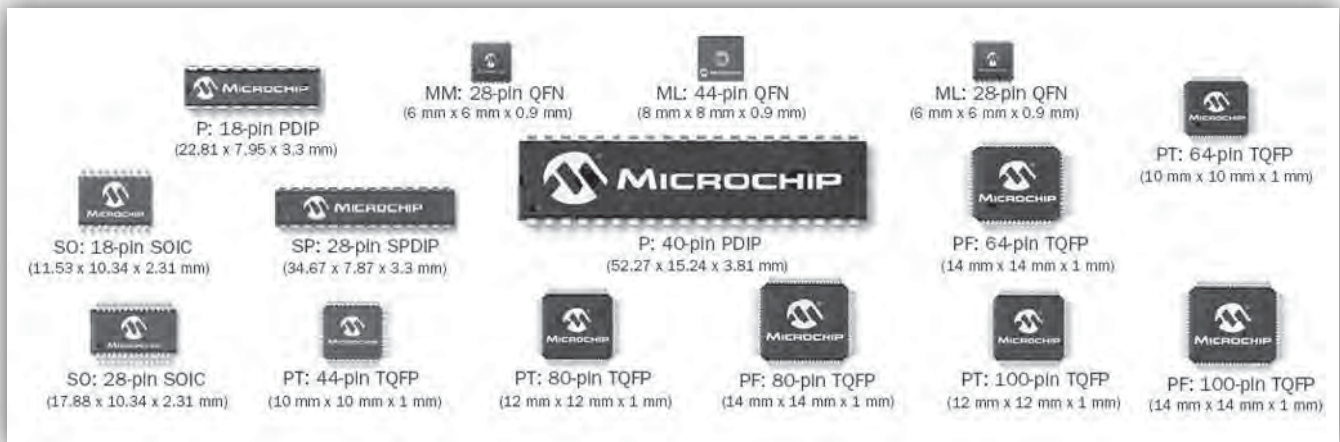 MICROCHIP
P: 18-pin PDIP
(22.81 x 7.95 x 3.3 mm)
MM: 28-pin QFN
(6 mm x 6 mm x 0.9 mm)
ML: 44-pin QFN
(8 mm x 8 mm x 0.9 mm)
ML: 28-pin QFN
(6 mm x 6 mm x 0.9 mm)
MICROCHIP
PT: 64-pin TQFP
(10 mm x 10 mm x 1 mm)
MICROCHIP
SO: 18-pin SOIC
(11.53 x 10.34 x 2.31 mm)
MICROCHIP
SP: 28-pin SPDIP
(34.67 x 7.87 x 3.3 mm)
MICROCHIP
P: 40-pin PDIP
(52.27 x 15.24 x 3.81 mm)
MICROCHIP
PF: 64-pin TQFP
(14 mm x 14 mm x 1 mm)
MICROCHIP
SO: 28-pin SOIC
(17.88 x 10.34 x 2.31 mm)
MICROCHIP
PT: 44-pin TQFP
(10 mm x 10 mm x 1 mm)
MICROCHIP
PT: 80-pin TQFP
(12 mm x 12 mm x 1 mm)
MICROCHIP
PF: 80-pin TQFP
(14 mm x 14 mm x 1 mm)
MICROCHIP
PT: 100-pin TQFP
(12 mm x 12 mm x 1 mm)
MICROCHIP
PF: 100-pin TQFP
(14 mm x 14 mm x 1 mm)